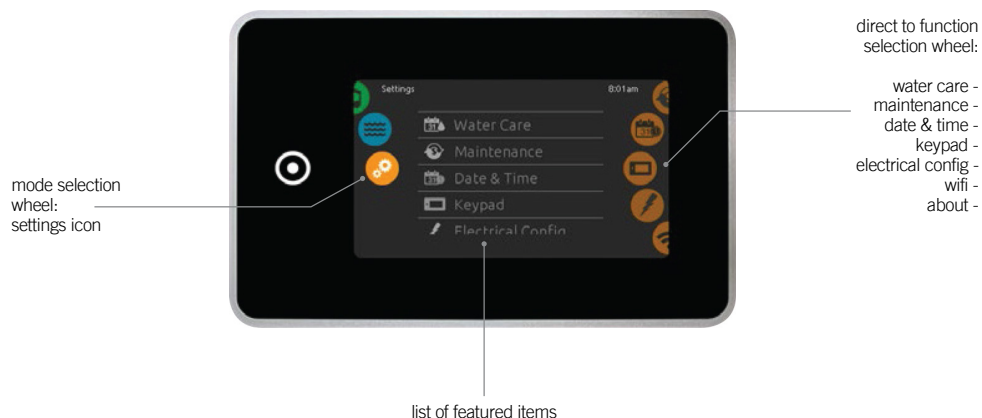 direct to function
selection wheel:
water care -
maintenance -
date & time -
keypad -
electrical config -
wifi -
about -
Settings
8:01am
Water Care
Maintenance
Date & Time
Keypad
Electrical Config
mode selection
wheel:
settings icon
list of featured items